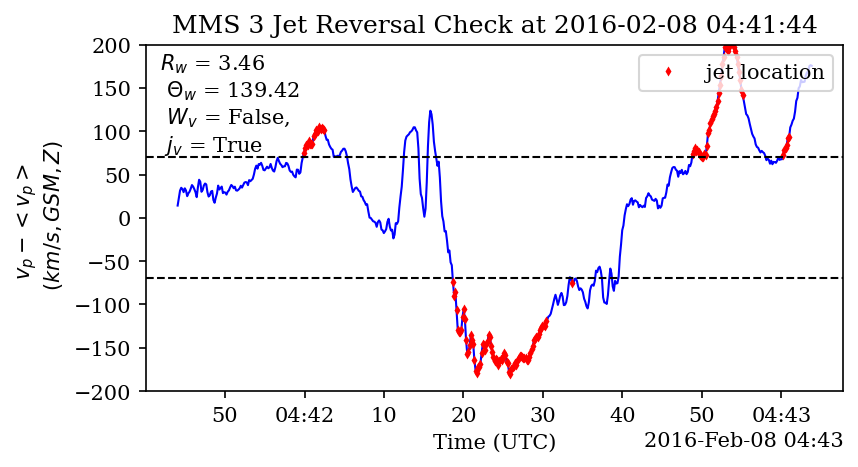 MMS 3 Jet Reversal Check at 2016-02-08 04:41:44
R_w = 3.46
Θ_w = 139.42
W_v = False,
j_v = True
jet location
v_p − < v_p >
(km/s, GSM, Z)
200
150
100
50
0
−50
−100
−150
−200
50 04:42 10 20 30 40 50 04:43
Time (UTC)
2016-Feb-08 04:43